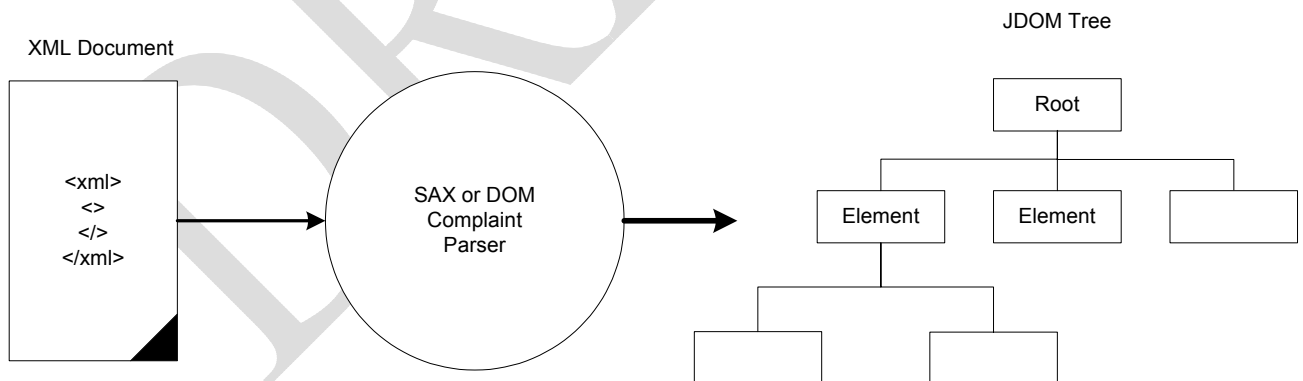 XML Document
<xml>
<>
</>
</xml>
SAX or DOM
Complaint
Parser
JDOM Tree
Root
Element
Element